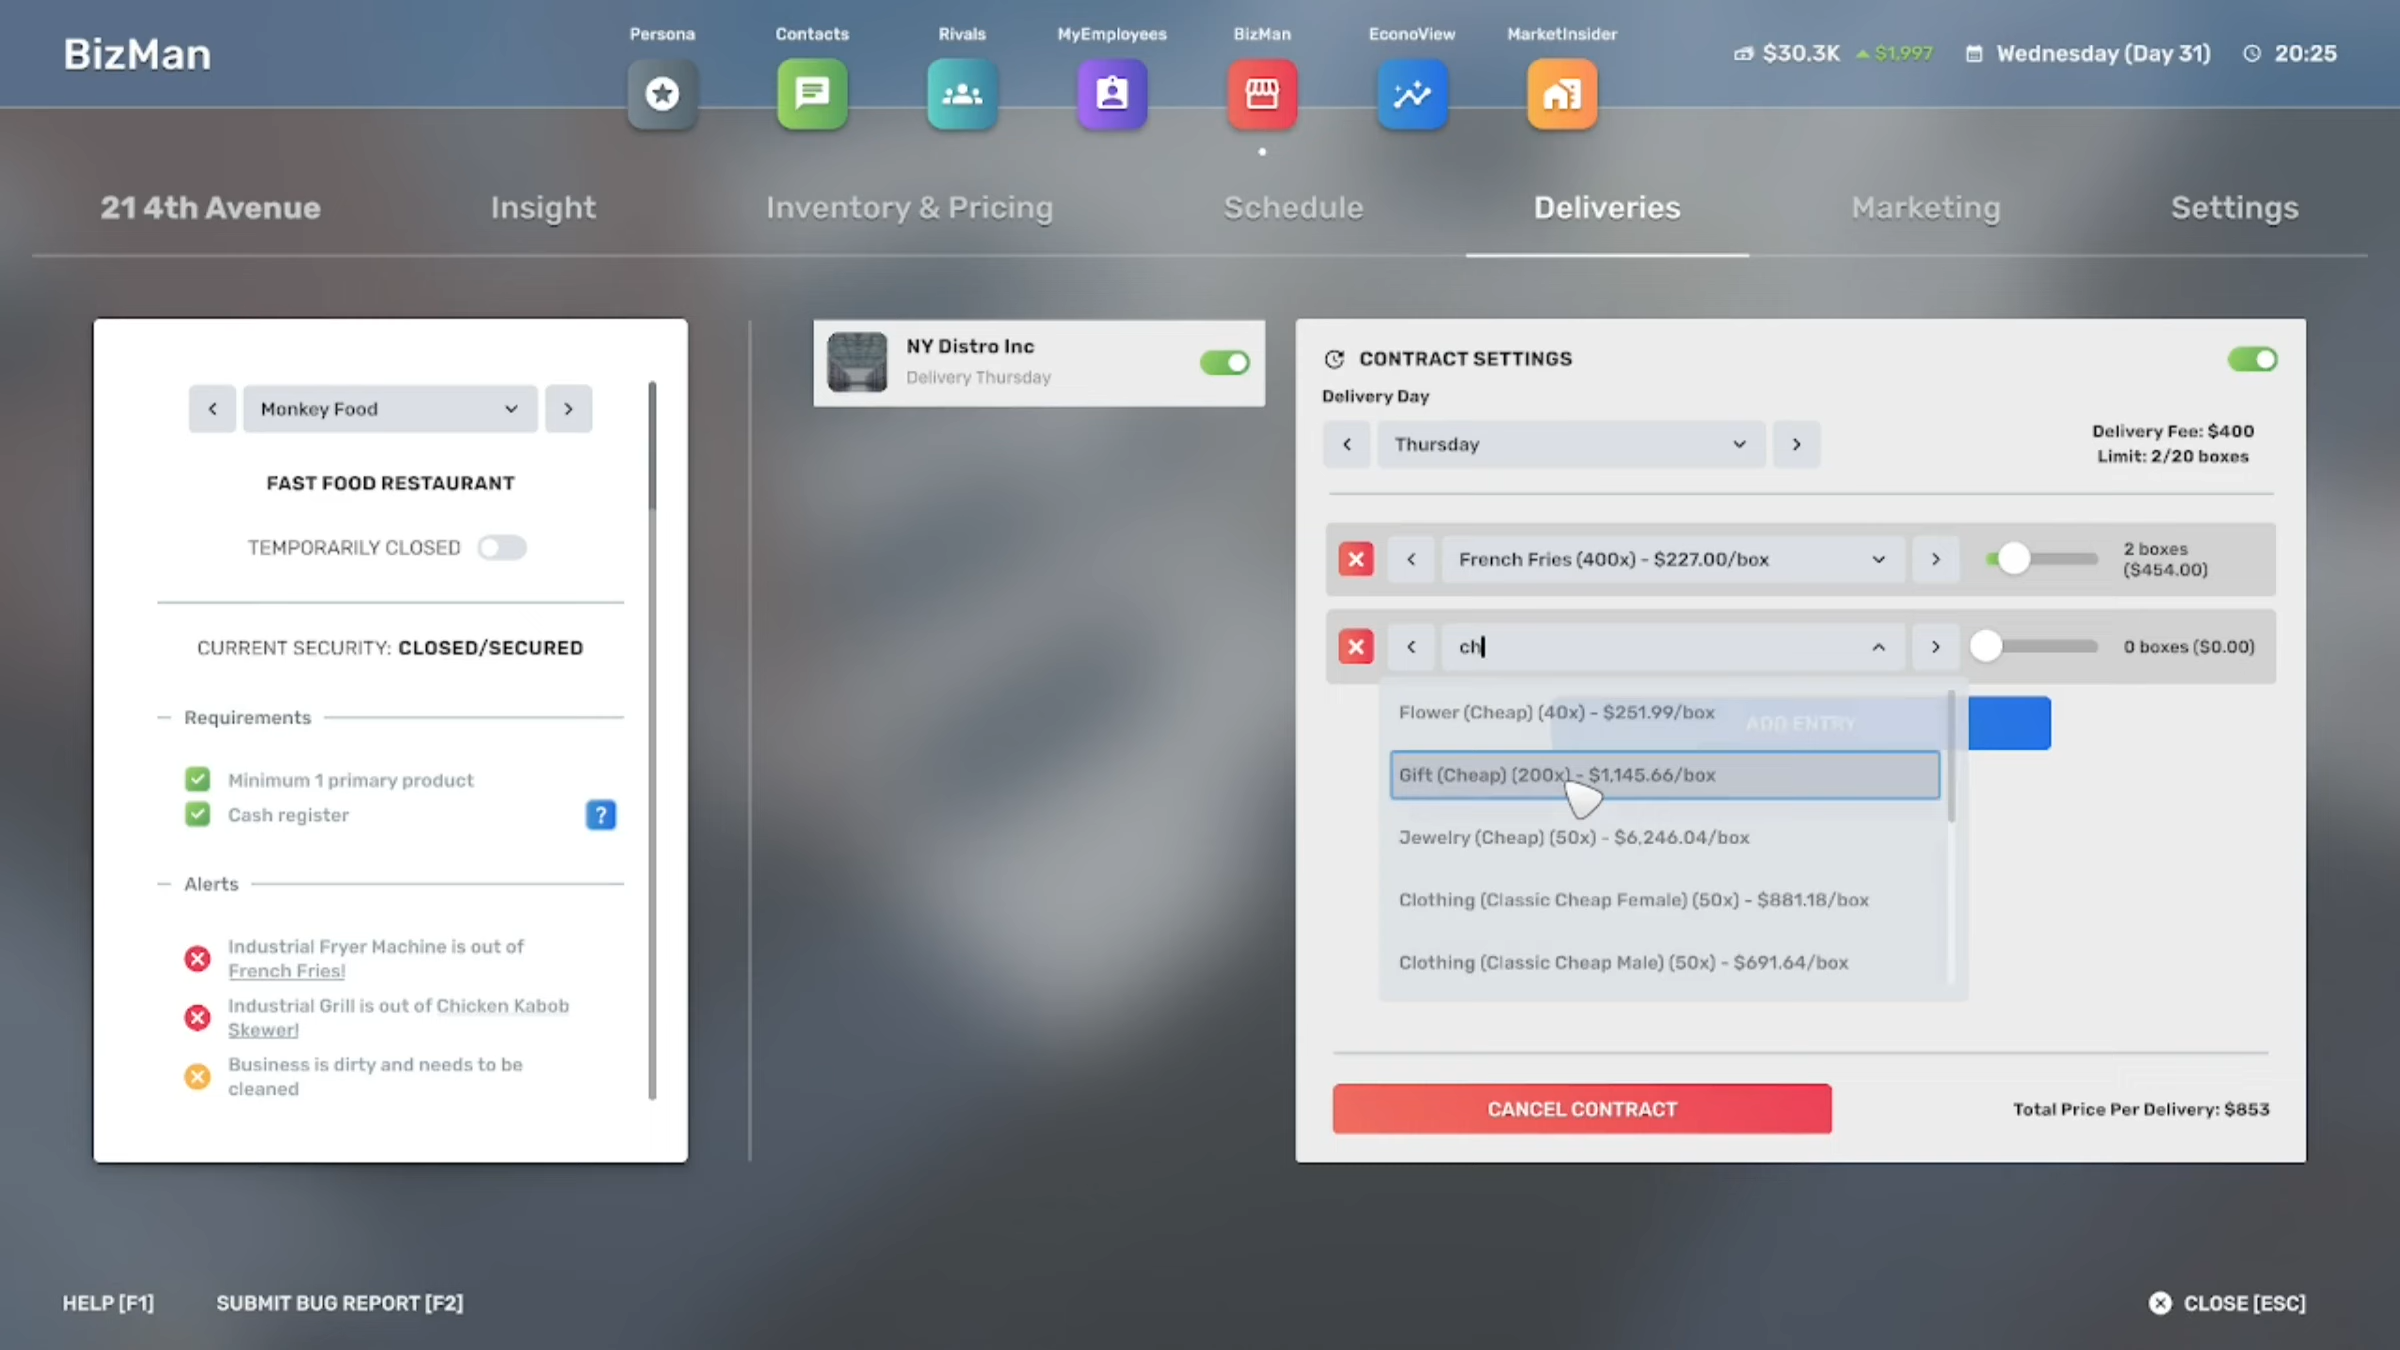 BizMan
Persona
Contacts
Rivals
MyEmployees
BizMan
EconoView
MarketInsider
$30.3K
$1,997
Wednesday (Day 31)
20:25
21 4th Avenue
Insight
Inventory & Pricing
Schedule
Deliveries
Marketing
Settings
Monkey Food
FAST FOOD RESTAURANT
TEMPORARILY CLOSED
CURRENT SECURITY: CLOSED/SECURED
Requirements
Minimum 1 primary product
Cash register
?
Alerts
Industrial Fryer Machine is out of
French Fries!
Industrial Grill is out of Chicken Kabob
Skewer!
Business is dirty and needs to be
cleaned
NY Distro Inc
Delivery Thursday
CONTRACT SETTINGS
Delivery Day
Thursday
Delivery Fee: $400
Limit: 2/20 boxes
French Fries (400x) - $227.00/box
2 boxes
($454.00)
ch
0 boxes ($0.00)
ADD ENTRY
Flower (Cheap) (40x) - $251.99/box
Gift (Cheap) (200x) - $1,145.66/box
Jewelry (Cheap) (50x) - $6,246.04/box
Clothing (Classic Cheap Female) (50x) - $881.18/box
Clothing (Classic Cheap Male) (50x) - $691.64/box
CANCEL CONTRACT
Total Price Per Delivery: $853
HELP [F1]
SUBMIT BUG REPORT [F2]
CLOSE [ESC]